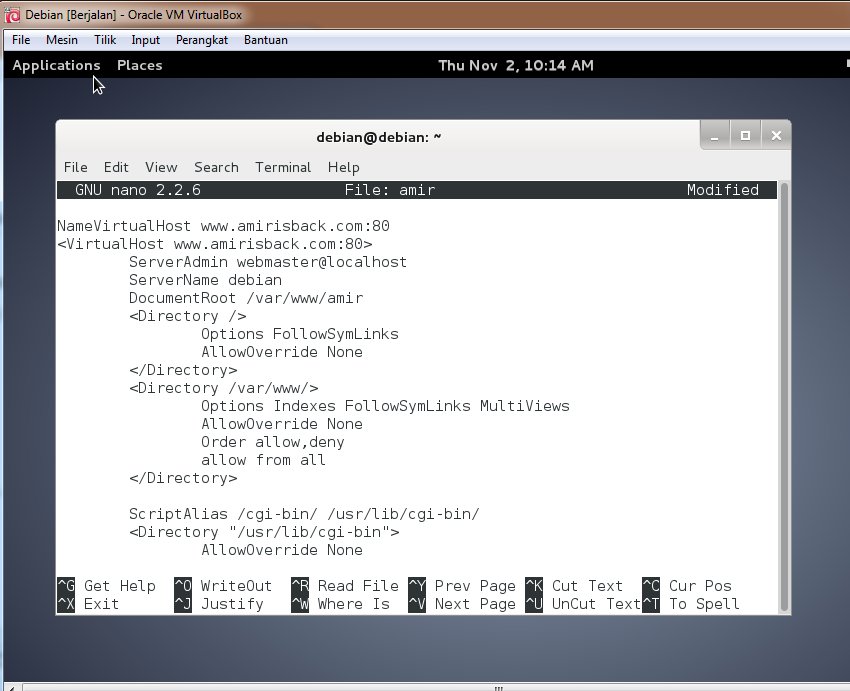 Debian [Berjalan] - Oracle VM VirtualBox
File Mesin Tilik Input Perangkat Bantuan
Applications Places Thu Nov 2, 10:14 AM
debian@debian: ~
File Edit View Search Terminal Help
GNU nano 2.2.6 File: amir Modified
NameVirtualHost www.amirisback.com:80
<VirtualHost www.amirisback.com:80>
ServerAdmin webmaster@localhost
ServerName debian
DocumentRoot /var/www/amir
<Directory />
Options FollowSymLinks
AllowOverride None
</Directory>
<Directory /var/www/>
Options Indexes FollowSymLinks MultiViews
AllowOverride None
Order allow,deny
allow from all
</Directory>
ScriptAlias /cgi-bin/ /usr/lib/cgi-bin/
<Directory "/usr/lib/cgi-bin">
AllowOverride None
^G Get Help ^O WriteOut ^R Read File ^Y Prev Page ^K Cut Text ^C Cur Pos
^X Exit ^J Justify ^W Where Is ^V Next Page ^U UnCut Text ^T To Spell